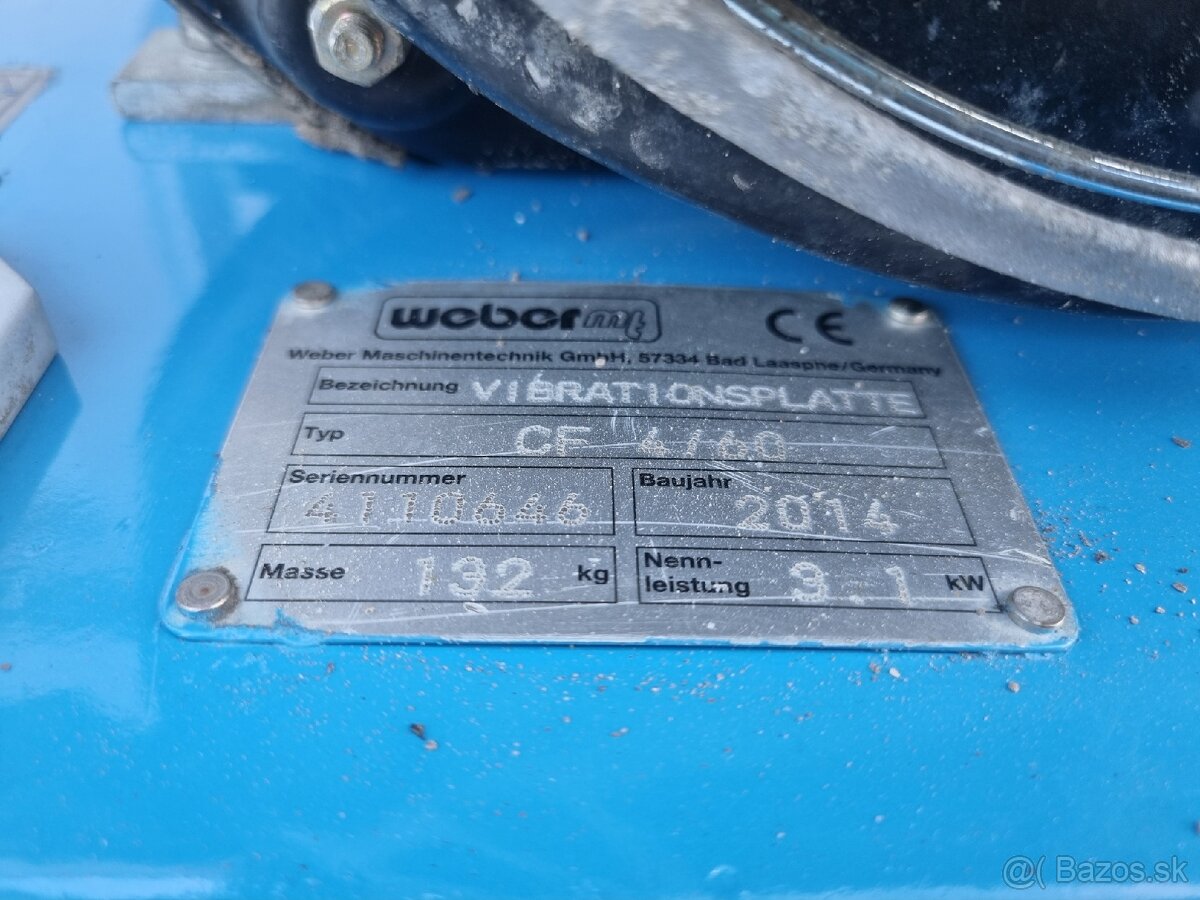 weber mt CE
Weber Maschinentechnik GmbH, 57334 Bad Laasphe/Germany
Bezeichnung VIBRATIONSPLATTE
Typ CF 4/60
Seriennummer 4110646 Baujahr 2014
Masse 132 kg Nenn-
leistung 3.1 kW
@( Bazos.sk